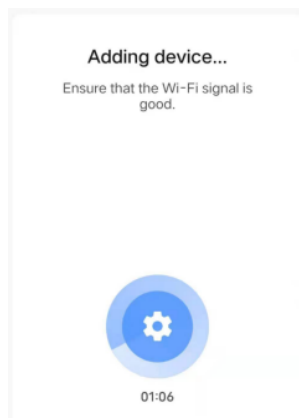 Adding device...
Ensure that the Wi-Fi signal is
good.
01:06